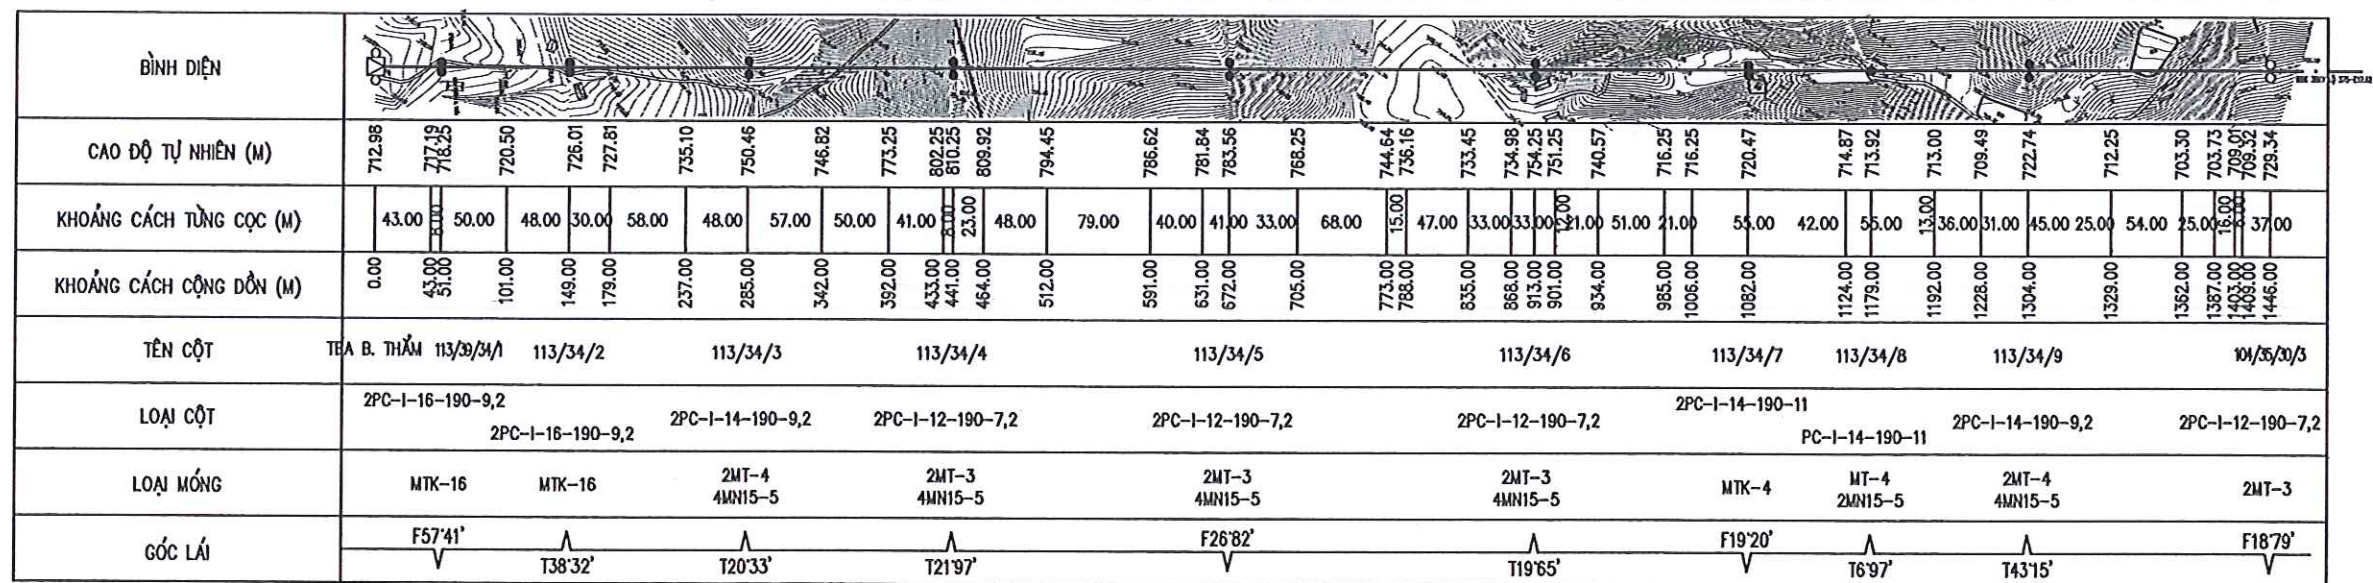 BÌNH DIỆN
CAO ĐỘ TỰ NHIÊN (M)
712.98 717.19 718.25 720.50 726.01 727.81 735.10 750.46 746.82 773.25 802.25 810.25 809.92 794.45 786.62 781.84 783.56 768.25 744.64 736.16 733.45 734.98 754.25 751.25 740.57 716.25 716.25 720.47 714.87 713.92 713.00 709.49 722.74 712.25 703.30 703.73 709.01 709.32 729.34
KHOẢNG CÁCH TỪNG CỌC (M)
43.00 8.00 50.00 48.00 30.00 58.00 48.00 57.00 50.00 41.00 8.00 23.00 48.00 79.00 40.00 41.00 33.00 68.00 15.00 47.00 33.00 33.00 12.00 21.00 51.00 21.00 55.00 42.00 55.00 13.00 36.00 31.00 45.00 25.00 54.00 25.00 16.00 37.00
KHOẢNG CÁCH CỘNG DỒN (M)
0.00 43.00 51.00 101.00 149.00 179.00 237.00 285.00 342.00 392.00 433.00 441.00 464.00 512.00 591.00 631.00 672.00 705.00 773.00 788.00 835.00 868.00 913.00 901.00 934.00 985.00 1006.00 1082.00 1124.00 1179.00 1192.00 1228.00 1304.00 1329.00 1362.00 1387.00 1403.00 1409.00 1446.00
TÊN CỘT
TBA B. THẮM 113/39/34/1 113/34/2 113/34/3 113/34/4 113/34/5 113/34/6 113/34/7 113/34/8 113/34/9 104/35/30/3
LOẠI CỘT
2PC-I-16-190-9,2 2PC-I-16-190-9,2 2PC-I-14-190-9,2 2PC-I-12-190-7,2 2PC-I-12-190-7,2 2PC-I-12-190-7,2 2PC-I-14-190-11 PC-I-14-190-11 2PC-I-14-190-9,2 2PC-I-12-190-7,2
LOẠI MÓNG
MTK-16 MTK-16 2MT-4 2MT-3 2MT-3 2MT-3 MTK-4 MT-4 2MT-4 2MT-3
4MN15-5 4MN15-5 4MN15-5 4MN15-5 2MN15-5 4MN15-5
GÓC LÁI
F57°41' F26°82' F19°20' F18°79'
T38°32' T20°33' T21°97' T19°65' T6°97' T43°15'